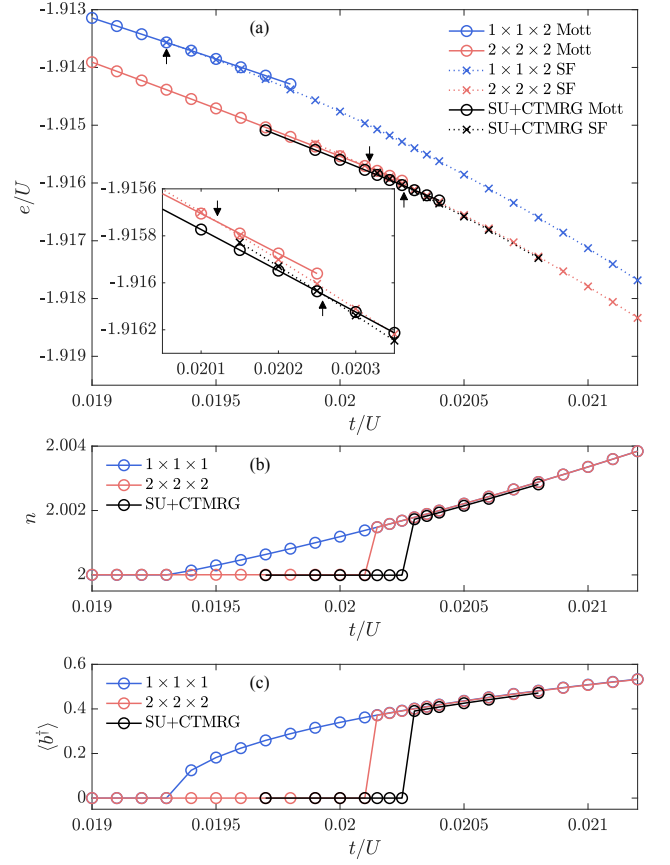 (a)
1 × 1 × 2 Mott
2 × 2 × 2 Mott
1 × 1 × 2 SF
2 × 2 × 2 SF
SU+CTMRG Mott
SU+CTMRG SF
-1.913
-1.914
-1.915
-1.916
-1.917
-1.918
-1.919
e/U
-1.9156
-1.9158
-1.916
-1.9162
0.0201 0.0202 0.0203
0.019 0.0195 0.02 0.0205 0.021
t/U
(b)
1 × 1 × 1
2 × 2 × 2
SU+CTMRG
2.004
2.002
2
n
0.019 0.0195 0.02 0.0205 0.021
t/U
(c)
1 × 1 × 1
2 × 2 × 2
SU+CTMRG
0.6
0.4
0.2
0
⟨b†⟩
0.019 0.0195 0.02 0.0205 0.021
t/U